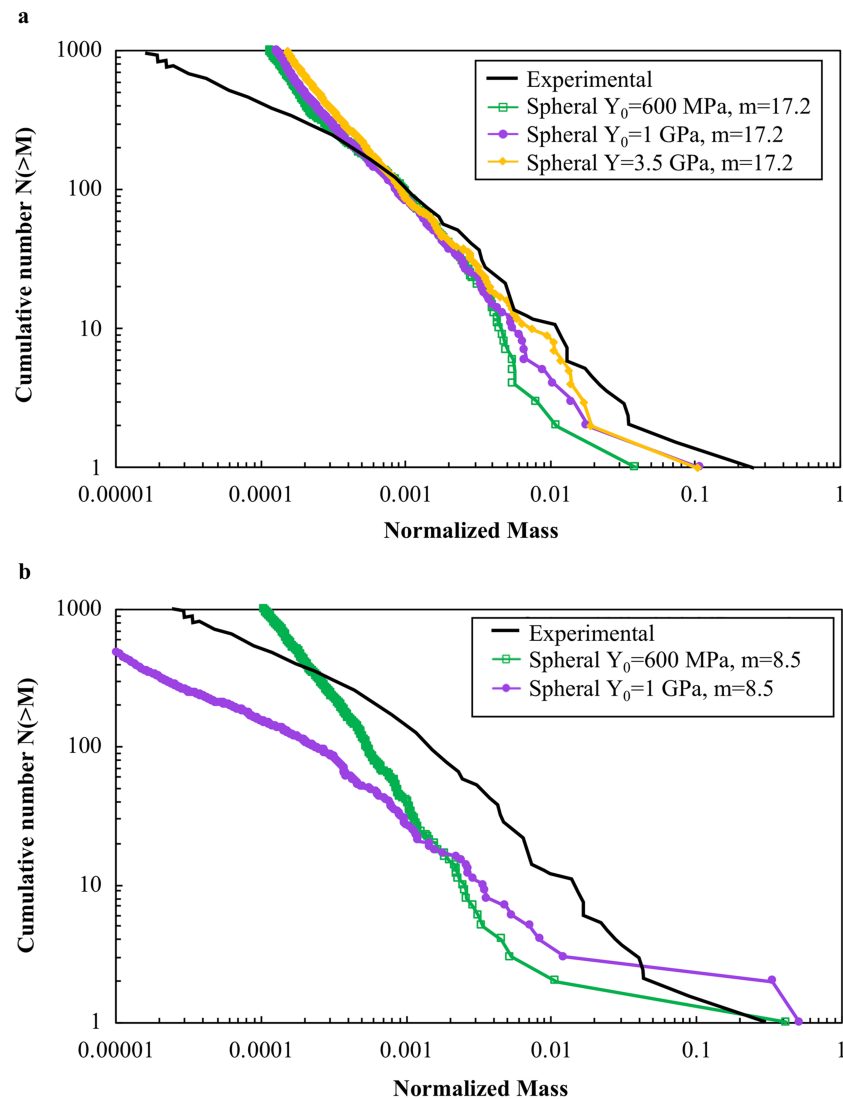 a
1000
100
10
1
Cumulative number N(>M)
Experimental
Spheral Y₀=600 MPa, m=17.2
Spheral Y₀=1 GPa, m=17.2
Spheral Y=3.5 GPa, m=17.2
0.00001 0.0001 0.001 0.01 0.1 1
Normalized Mass
b
1000
100
10
1
Cumulative number N(>M)
Experimental
Spheral Y₀=600 MPa, m=8.5
Spheral Y₀=1 GPa, m=8.5
0.00001 0.0001 0.001 0.01 0.1 1
Normalized Mass